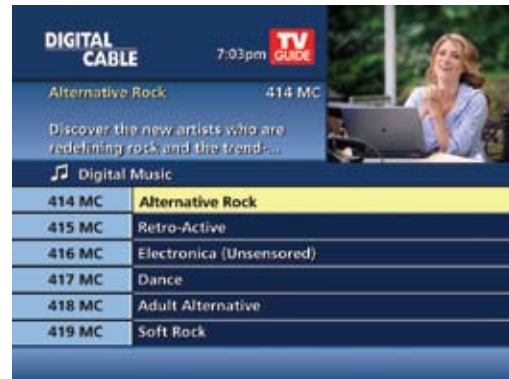 DIGITAL
CABLE
7:03pm
TV
GUIDE
Alternative Rock 414 MC
Discover the new artists who are
redefining rock and the trend-...
Digital Music
414 MC Alternative Rock
415 MC Retro-Active
416 MC Electronica (Unsensored)
417 MC Dance
418 MC Adult Alternative
419 MC Soft Rock